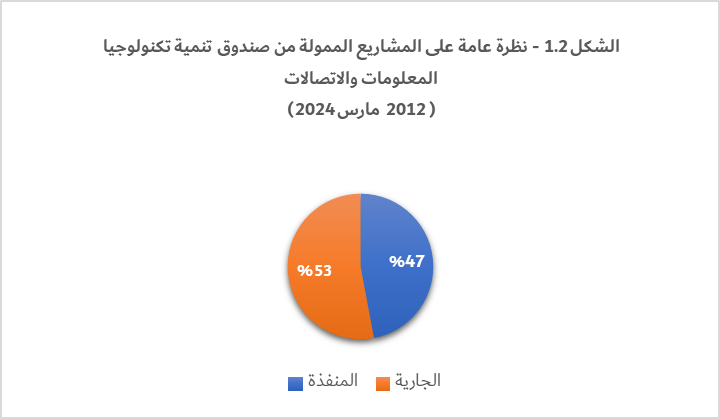 الشكل 1.2 - نظرة عامة على المشاريع الممولة من صندوق تنمية تكنولوجيا
المعلومات والاتصالات
( 2012 مارس 2024)
%47
%53
المنفذة
الجارية